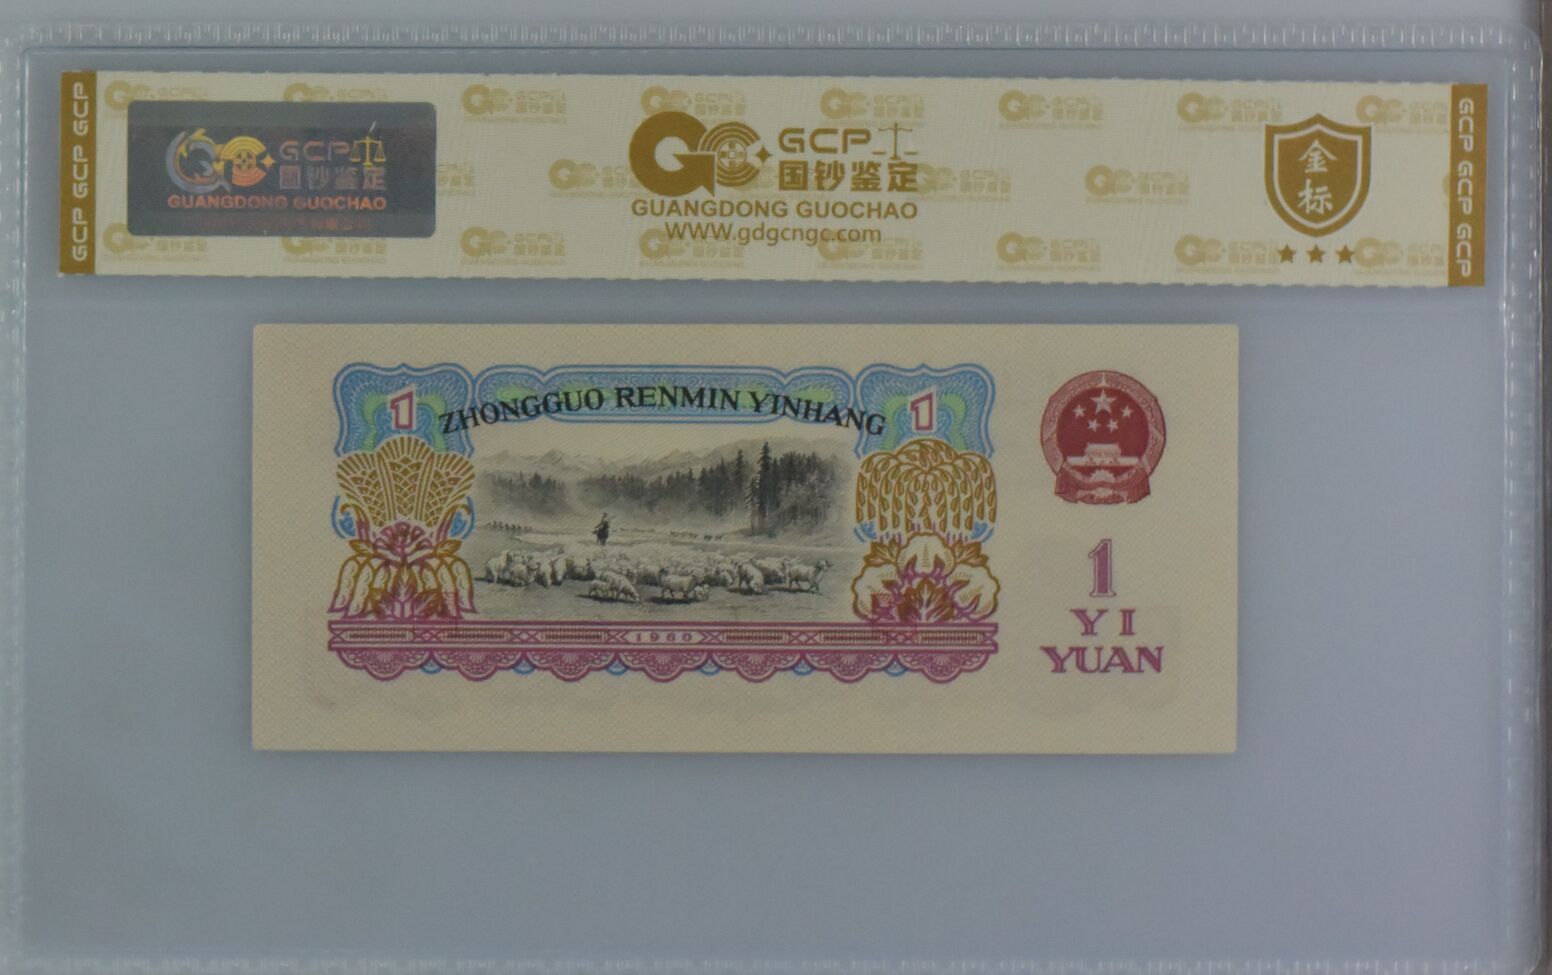 GCP GCP GCP
GCP
国钞鉴定
GUANGDONG GUOCHAO
GCP
国钞鉴定
GUANGDONG GUOCHAO
WWW.gdgcngc.com
金
标
GCP GCP GCP
ZHONGGUO RENMIN YINHANG
1
1
1960
1
YI
YUAN